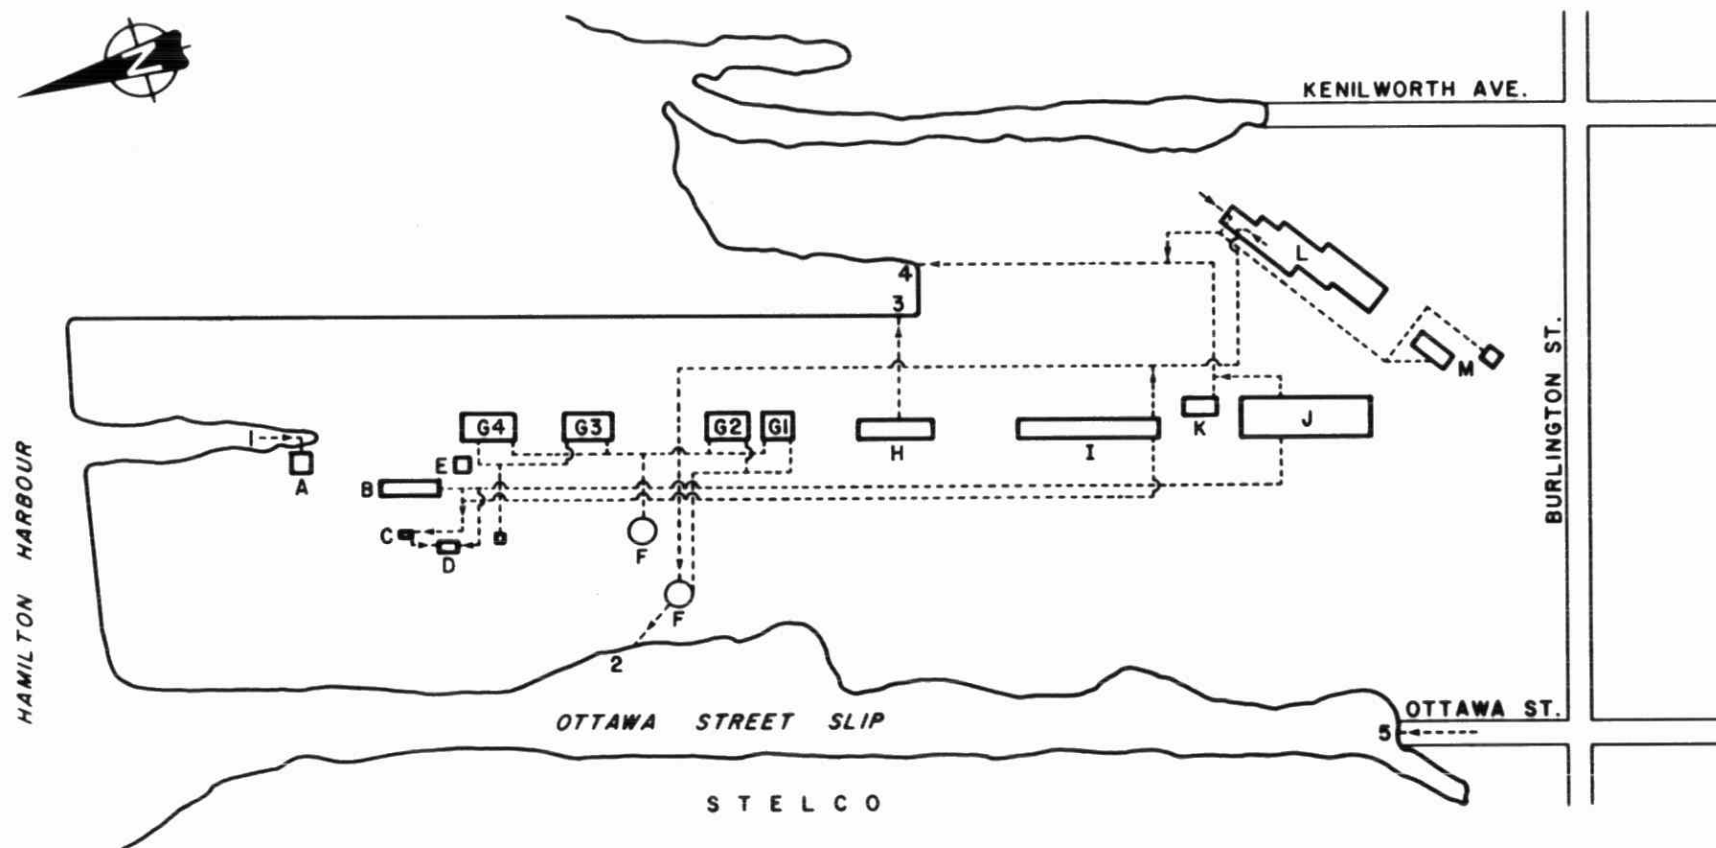 N
KENILWORTH AVE.
L
4
3
M
BURLINGTON ST.
HAMILTON HARBOUR
1
A
G4
G3
G2
G1
H
I
K
J
E
B
C
D
F
F
2
OTTAWA STREET SLIP
OTTAWA ST.
5
STELCO